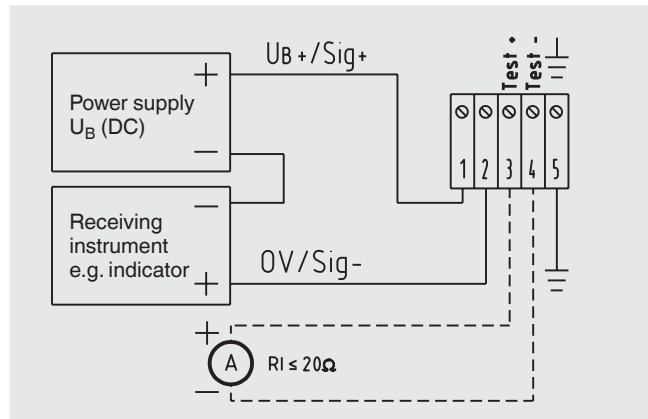 UB+/Sig+
Test +
Test -
+
Power supply
UB (DC)
−
1 2 3 4 5
−
Receiving
instrument
e.g. indicator
+
0V/Sig-
+
A RI ≤ 20Ω
−